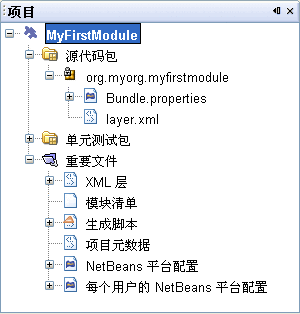 项目
MyFirstModule
源代码包
org.myorg.myfirstmodule
Bundle.properties
layer.xml
单元测试包
重要文件
XML 层
模块清单
生成脚本
项目元数据
NetBeans 平台配置
每个用户的 NetBeans 平台配置